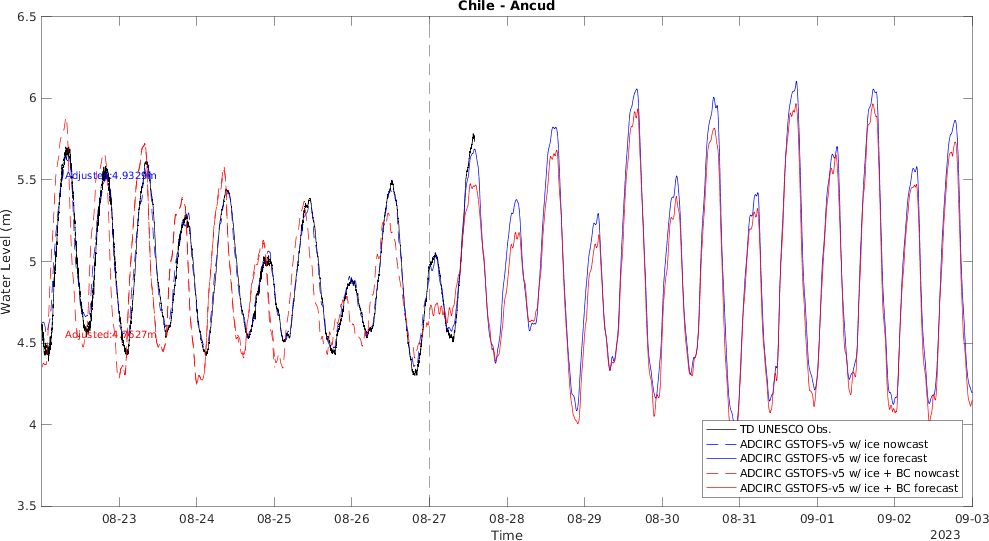 Chile - Ancud
6.5
6
5.5
5
4.5
4
3.5
Water Level (m)
Adjusted:4.9329m
TD UNESCO Obs.
ADCIRC GSTOFS-v5 w/ ice nowcast
ADCIRC GSTOFS-v5 w/ ice forecast
ADCIRC GSTOFS-v5 w/ ice + BC nowcast
ADCIRC GSTOFS-v5 w/ ice + BC forecast
08-23 08-24 08-25 08-26 08-27 08-28 08-29 08-30 08-31 09-01 09-02 09-03
Time
2023